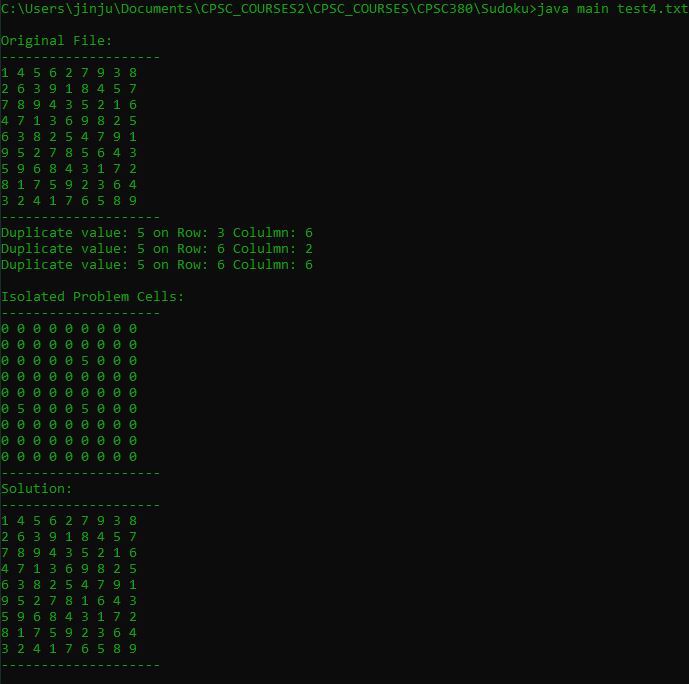 C:\Users\jinju\Documents\CPSC_COURSES2\CPSC_COURSES\CPSC380\Sudoku>java main test4.txt
Original File:
--------------------
1 4 5 6 2 7 9 3 8
2 6 3 9 1 8 4 5 7
7 8 9 4 3 5 2 1 6
4 7 1 3 6 9 8 2 5
6 3 8 2 5 4 7 9 1
9 5 2 7 8 5 6 4 3
5 9 6 8 4 3 1 7 2
8 1 7 5 9 2 3 6 4
3 2 4 1 7 6 5 8 9
--------------------
Duplicate value: 5 on Row: 3 Colulmn: 6
Duplicate value: 5 on Row: 6 Colulmn: 2
Duplicate value: 5 on Row: 6 Colulmn: 6
Isolated Problem Cells:
--------------------
0 0 0 0 0 0 0 0 0
0 0 0 0 0 0 0 0 0
0 0 0 0 0 5 0 0 0
0 0 0 0 0 0 0 0 0
0 0 0 0 0 0 0 0 0
0 5 0 0 0 5 0 0 0
0 0 0 0 0 0 0 0 0
0 0 0 0 0 0 0 0 0
0 0 0 0 0 0 0 0 0
--------------------
Solution:
--------------------
1 4 5 6 2 7 9 3 8
2 6 3 9 1 8 4 5 7
7 8 9 4 3 5 2 1 6
4 7 1 3 6 9 8 2 5
6 3 8 2 5 4 7 9 1
9 5 2 7 8 1 6 4 3
5 9 6 8 4 3 1 7 2
8 1 7 5 9 2 3 6 4
3 2 4 1 7 6 5 8 9
--------------------